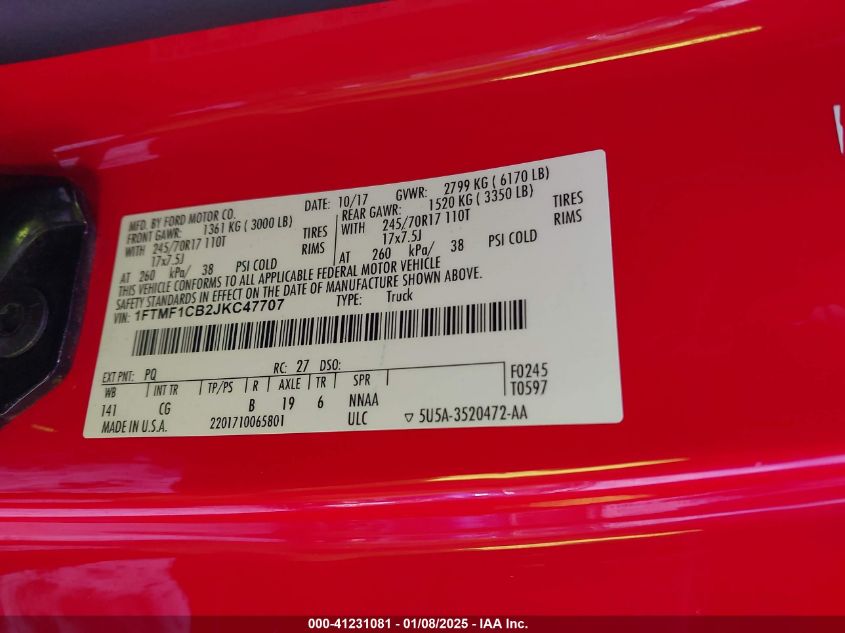 MFD. BY FORD MOTOR CO.
DATE: 10/17 GVWR: 2799 KG ( 6170 LB)
FRONT GAWR: 1361 KG ( 3000 LB)
REAR GAWR: 1520 KG ( 3350 LB)
WITH 245/70R17 110T TIRES
WITH 245/70R17 110T TIRES
17x7.5J RIMS
17x7.5J RIMS
AT 260 kPa/ 38 PSI COLD
AT 260 kPa/ 38 PSI COLD
THIS VEHICLE CONFORMS TO ALL APPLICABLE FEDERAL MOTOR VEHICLE
SAFETY STANDARDS IN EFFECT ON THE DATE OF MANUFACTURE SHOWN ABOVE.
VIN: 1FTMF1CB2JKC47707 TYPE: Truck
EXT PNT: PQ RC: 27 DSO: F0245
WB INT TR TP/PS R AXLE TR SPR T0597
141 CG B 19 6 NNAA
MADE IN U.S.A. 2201710065801 ULC ▽ 5U5A-3520472-AA
000-41231081 - 01/08/2025 - IAA Inc.